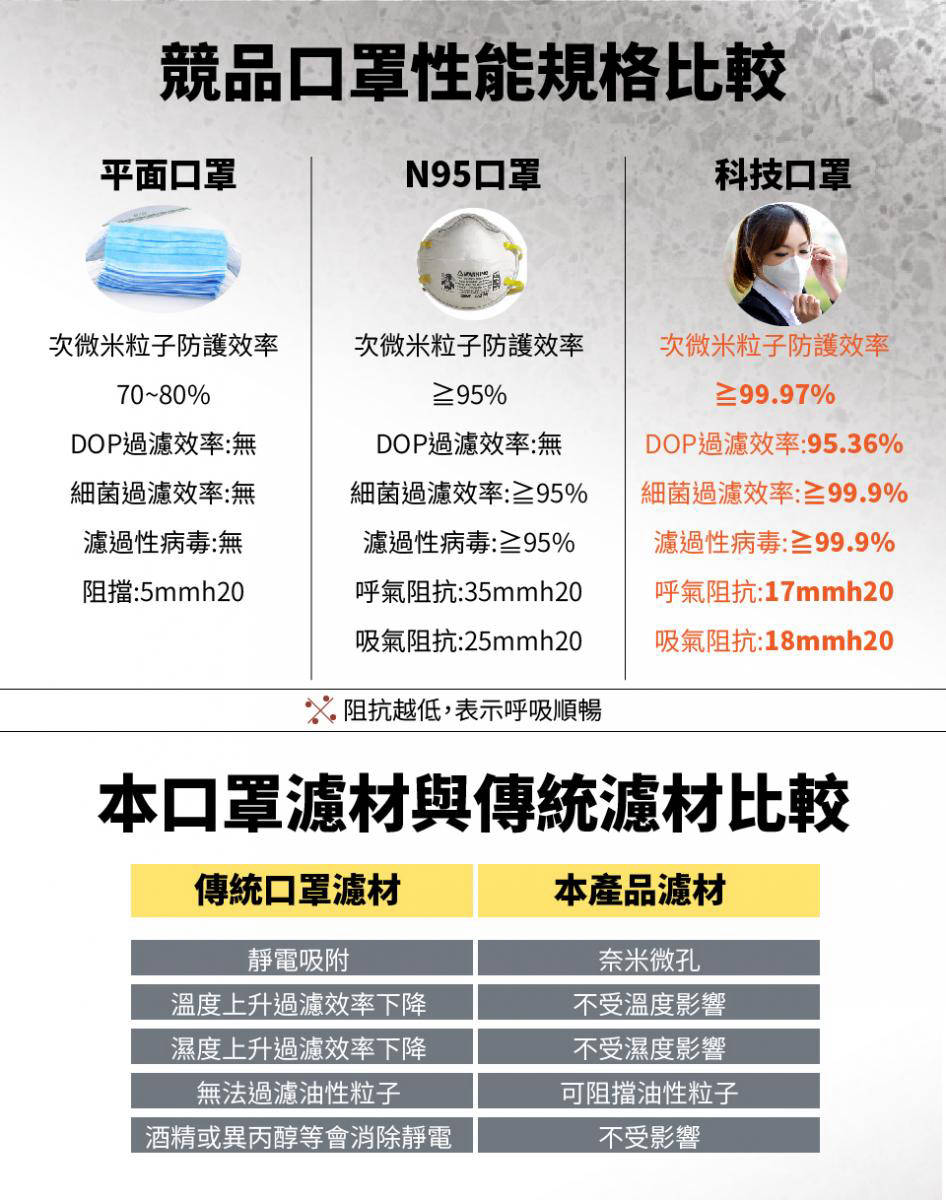 競品口罩性能規格比較
平面口罩
次微米粒子防護效率
70~80%
DOP過濾效率:無
細菌過濾效率:無
濾過性病毒:無
阻擋:5mmh20
N95口罩
WARNING
次微米粒子防護效率
≧95%
DOP過濾效率:無
細菌過濾效率:≧95%
濾過性病毒:≧95%
呼氣阻抗:35mmh20
吸氣阻抗:25mmh20
科技口罩
次微米粒子防護效率
≧99.97%
DOP過濾效率:95.36%
細菌過濾效率:≧99.9%
濾過性病毒:≧99.9%
呼氣阻抗:17mmh20
吸氣阻抗:18mmh20
※ 阻抗越低,表示呼吸順暢
本口罩濾材與傳統濾材比較
傳統口罩濾材 本產品濾材
靜電吸附 奈米微孔
溫度上升過濾效率下降 不受溫度影響
濕度上升過濾效率下降 不受濕度影響
無法過濾油性粒子 可阻擋油性粒子
酒精或異丙醇等會消除靜電 不受影響